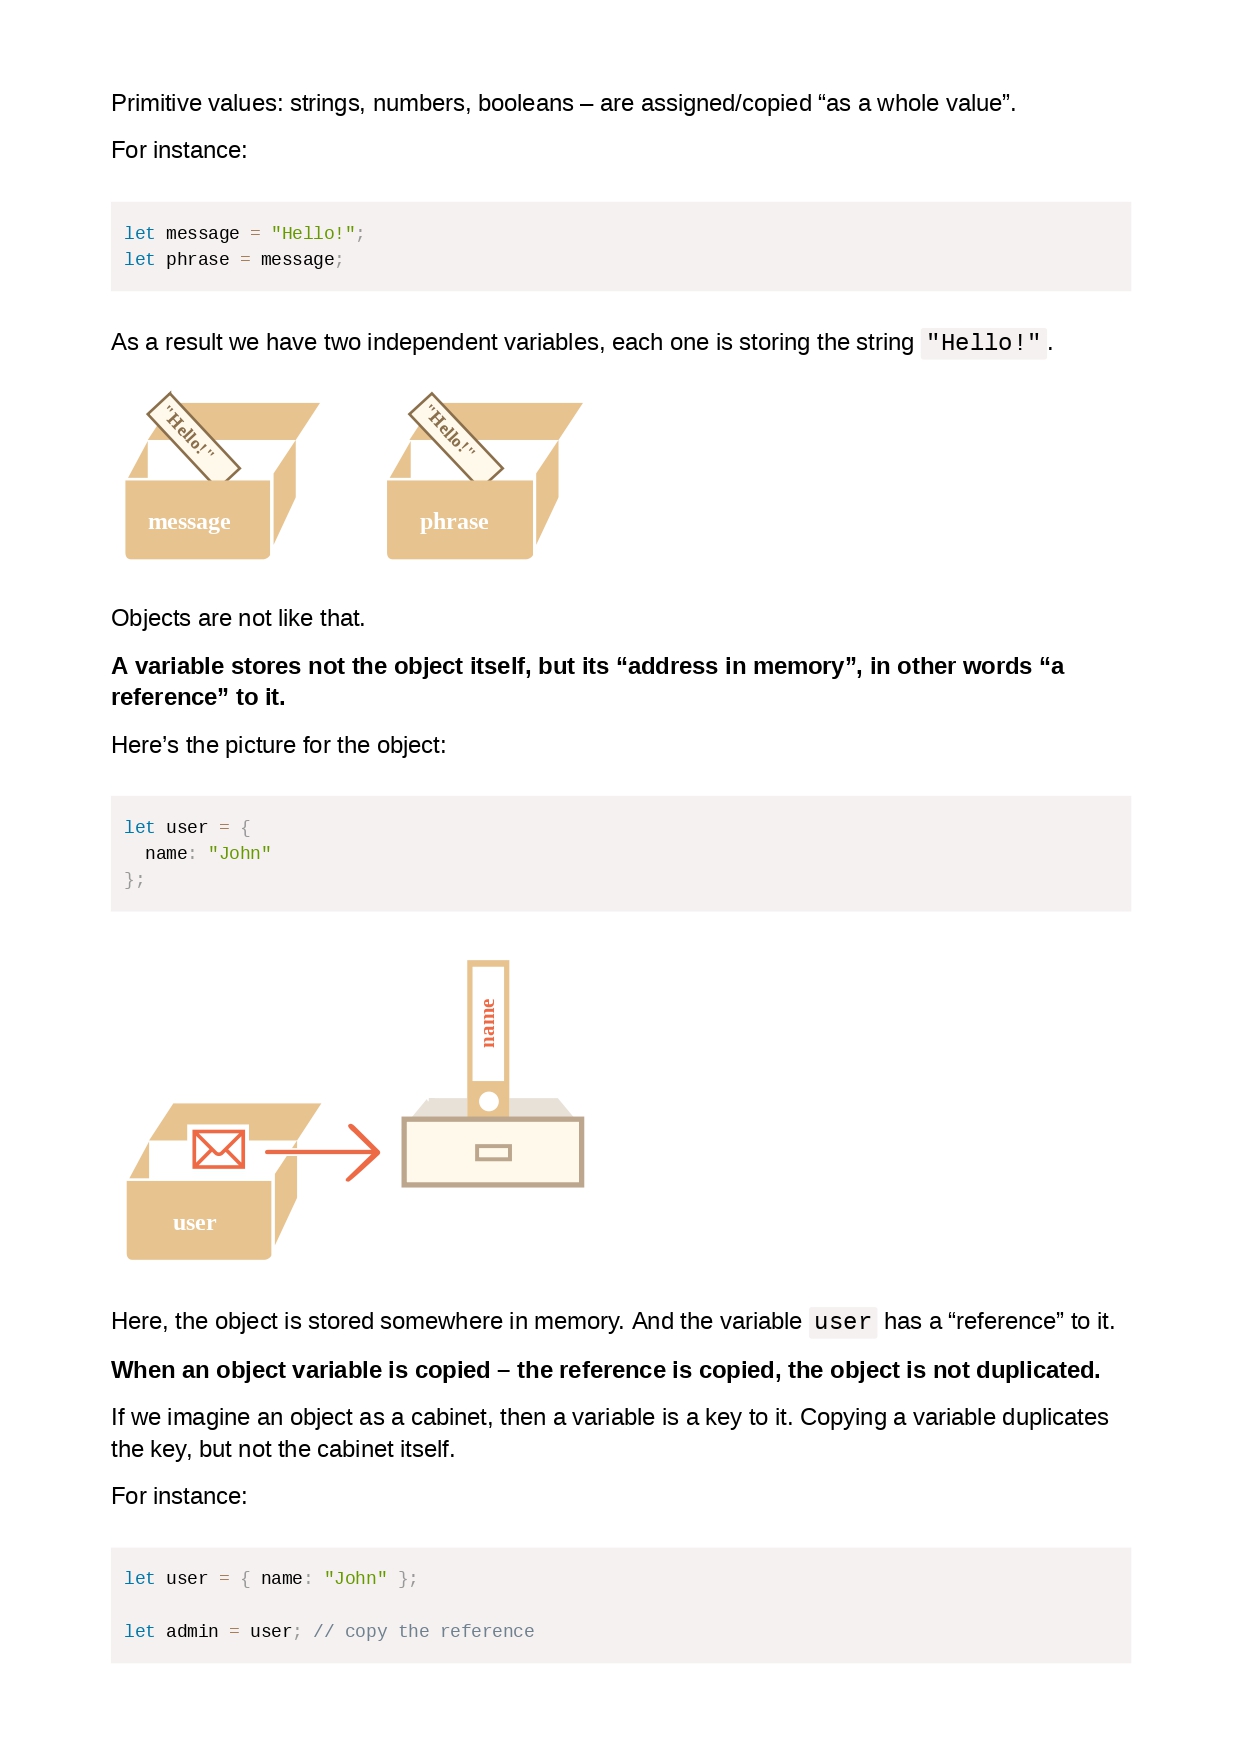 Primitive values: strings, numbers, booleans – are assigned/copied “as a whole value”.
For instance:
let message = "Hello!";
let phrase = message;
As a result we have two independent variables, each one is storing the string "Hello!".
"Hello!"
"Hello!"
message
phrase
Objects are not like that.
A variable stores not the object itself, but its “address in memory”, in other words “a
reference” to it.
Here’s the picture for the object:
let user = {
  name: "John"
};
name
user
Here, the object is stored somewhere in memory. And the variable user has a “reference” to it.
When an object variable is copied – the reference is copied, the object is not duplicated.
If we imagine an object as a cabinet, then a variable is a key to it. Copying a variable duplicates
the key, but not the cabinet itself.
For instance:
let user = { name: "John" };
let admin = user; // copy the reference